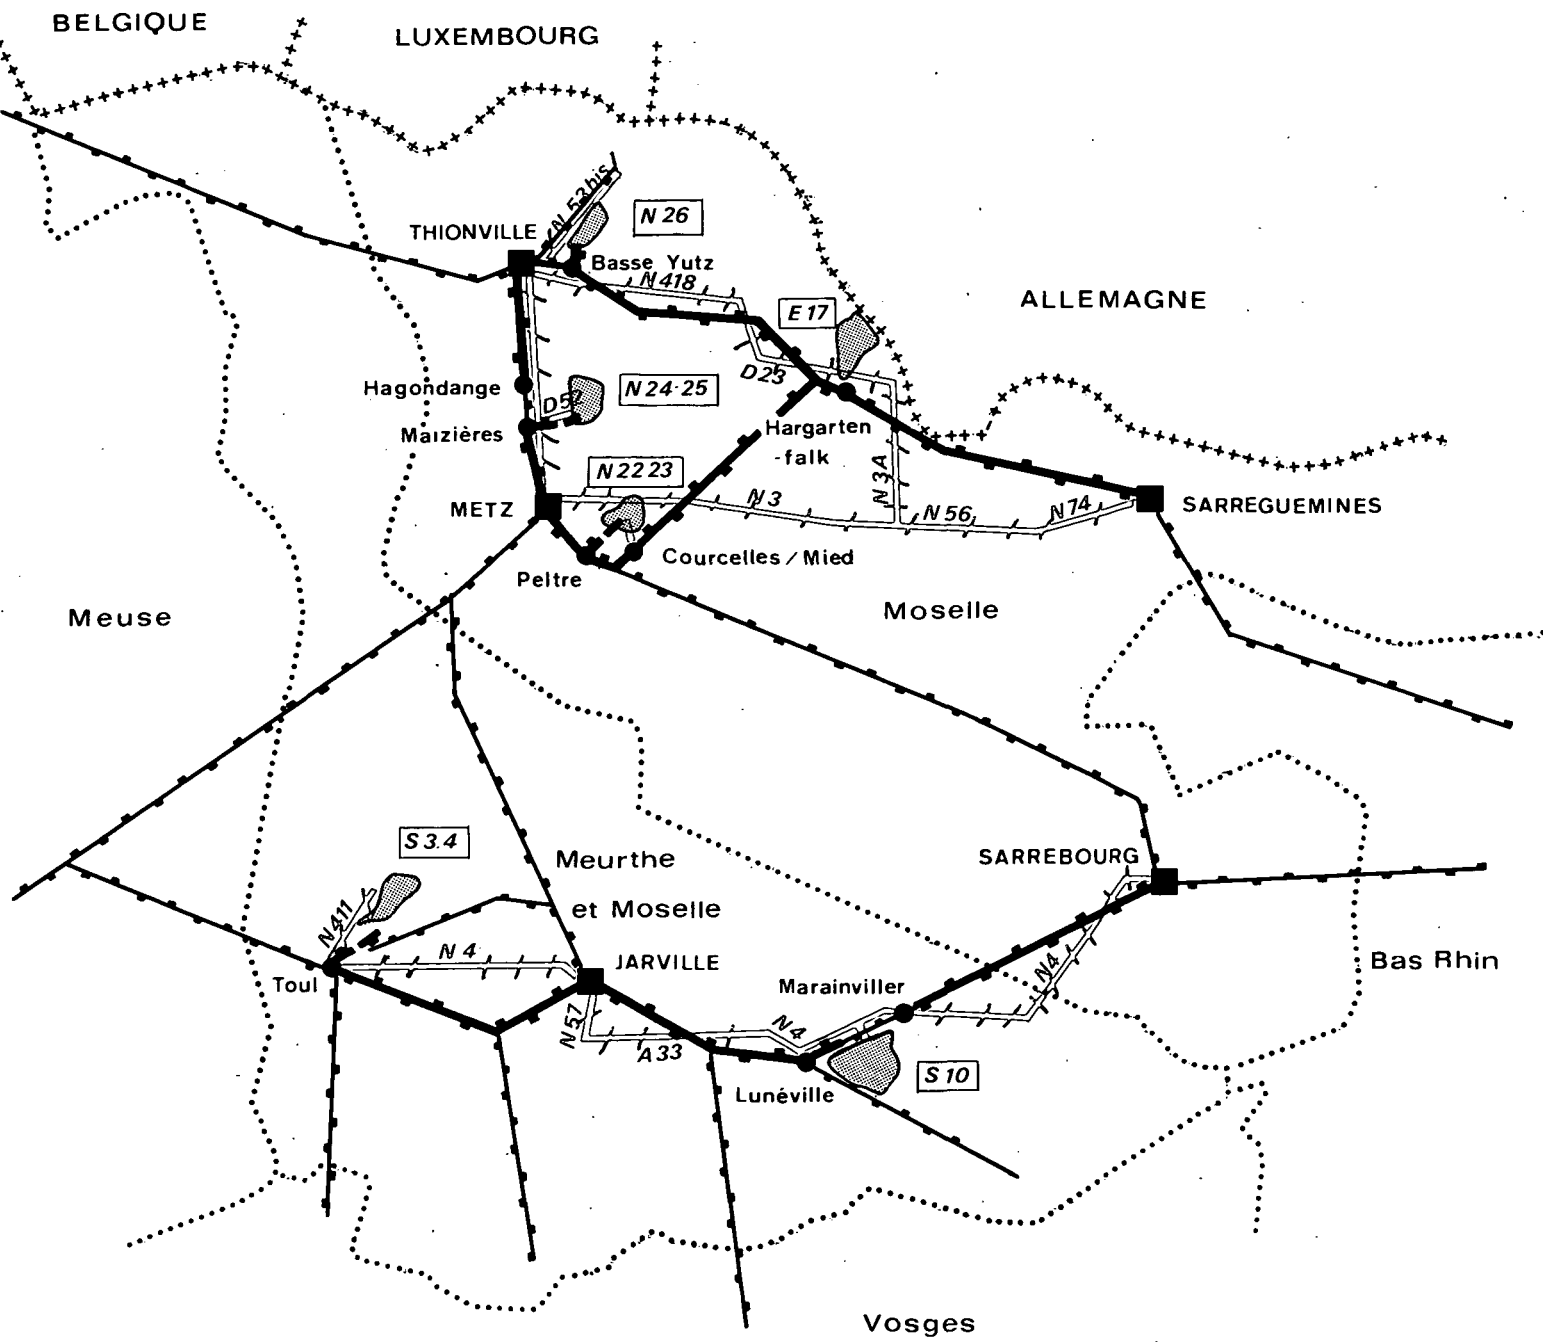 BELGIQUE
LUXEMBOURG
N 53 bis
N 26
THIONVILLE
Basse Yutz
N 418
ALLEMAGNE
E 17
D 23
Hagondange
D 52
N 24-25
Maizières
Hargarten
-falk
N 22 23
N 3A
METZ
N 3
N 56
N 74
SARREGUEMINES
Courcelles / Mied
Peltre
Meuse
Moselle
S 3.4
Meurthe
et Moselle
SARREBOURG
N 411
N 4
JARVILLE
Toul
Marainviller
N 4
Bas Rhin
N 57
A 33
N 4
S 10
Lunéville
Vosges